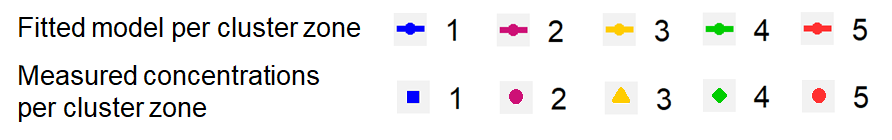 Fitted model per cluster zone 1 2 3 4 5
Measured concentrations
per cluster zone 1 2 3 4 5